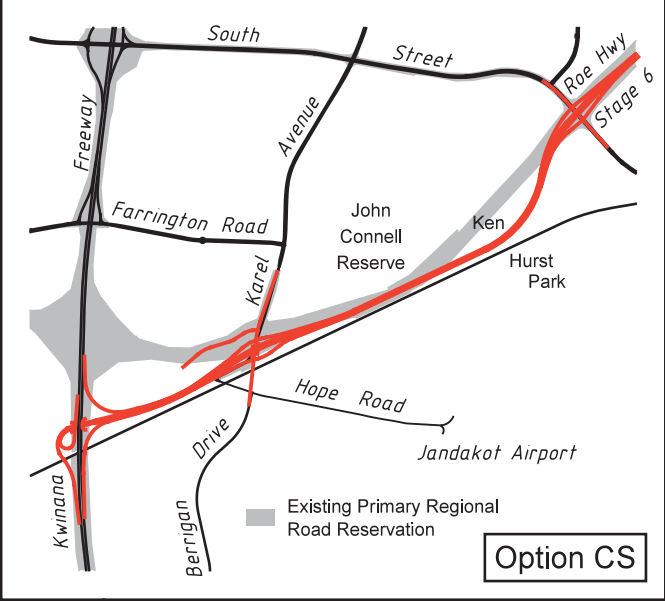 South
Street
Roe Hwy
Stage 6
Freeway
Avenue
Farrington Road
John
Connell
Reserve
Ken
Hurst
Park
Karel
Hope Road
Jandakot Airport
Drive
Kwinana
Berrigan
Existing Primary Regional
Road Reservation
Option CS